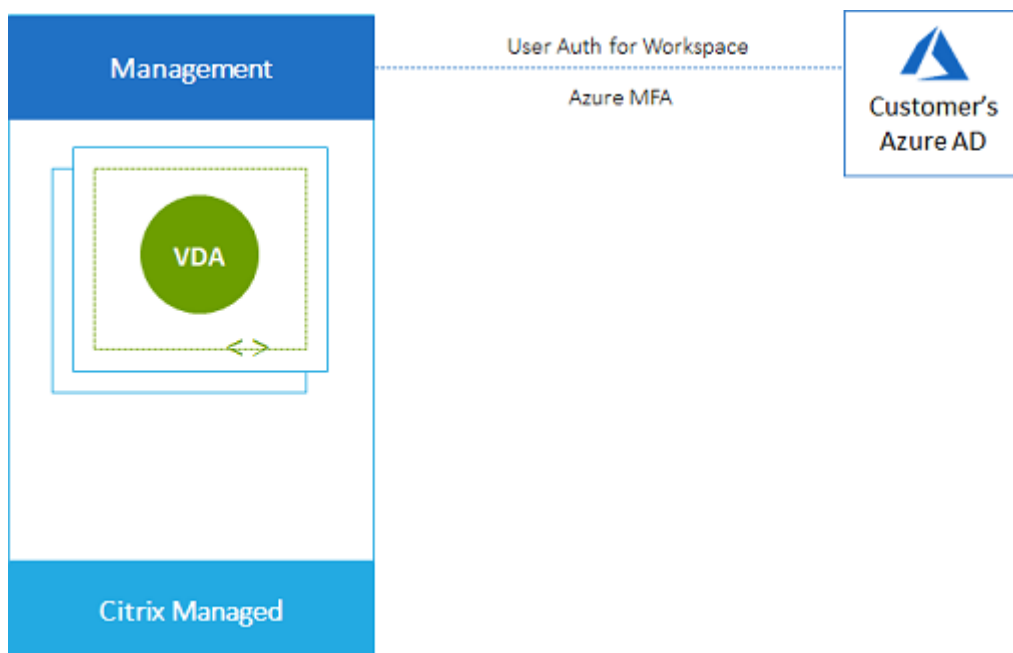 Management
User Auth for Workspace
Azure MFA
Customer's
Azure AD
VDA
<>
Citrix Managed